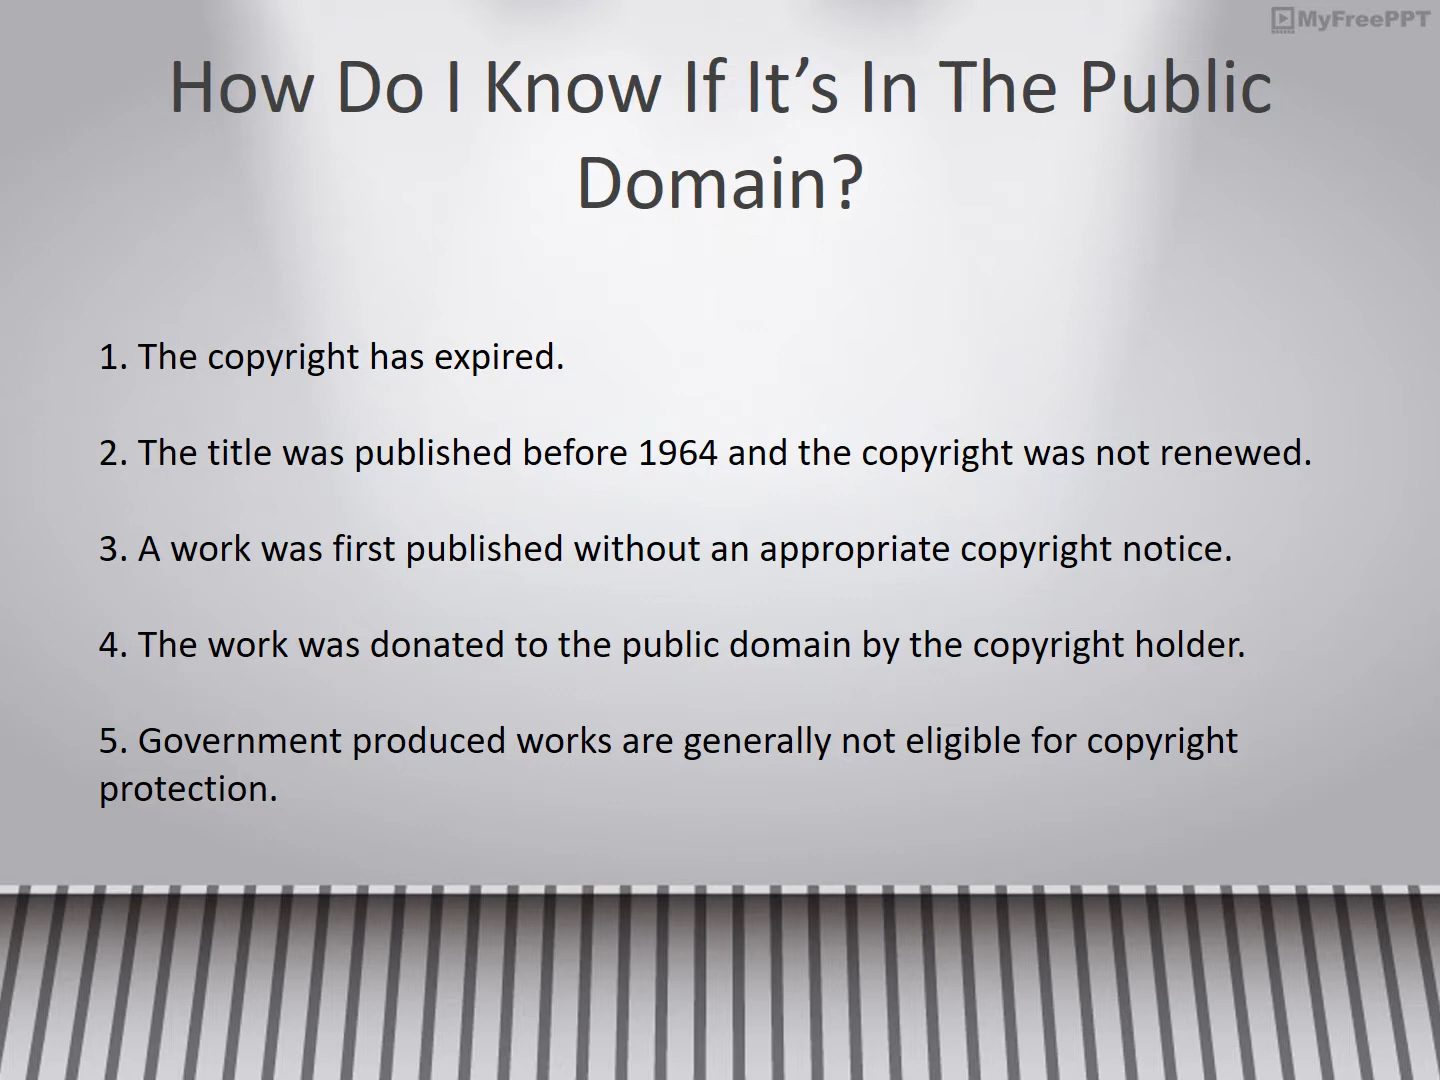 MyFreePPT
How Do I Know If It’s In The Public
Domain?
1. The copyright has expired.
2. The title was published before 1964 and the copyright was not renewed.
3. A work was first published without an appropriate copyright notice.
4. The work was donated to the public domain by the copyright holder.
5. Government produced works are generally not eligible for copyright
protection.